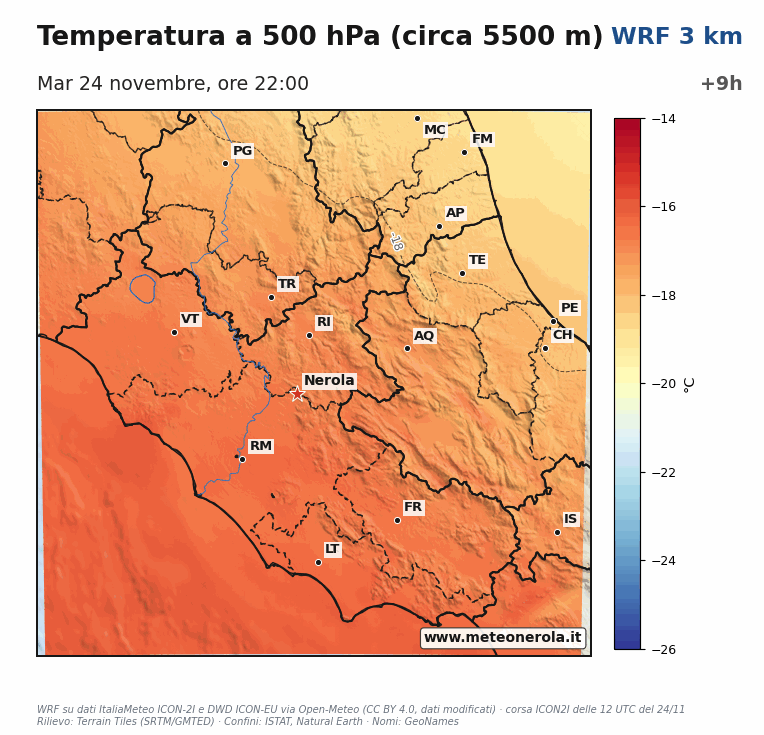 Temperatura a 500 hPa (circa 5500 m) WRF 3 km
Mar 24 novembre, ore 22:00 +9h
MC
FM
PG
AP
-18
TE
TR
PE
VT
RI
AQ
CH
Nerola
RM
FR
IS
LT
www.meteonerola.it
−14
−16
−18
−20
−22
−24
−26
°C
WRF su dati ItaliaMeteo ICON-2I e DWD ICON-EU via Open-Meteo (CC BY 4.0, dati modificati) · corsa ICON2I delle 12 UTC del 24/11
Rilievo: Terrain Tiles (SRTM/GMTED) · Confini: ISTAT, Natural Earth · Nomi: GeoNames